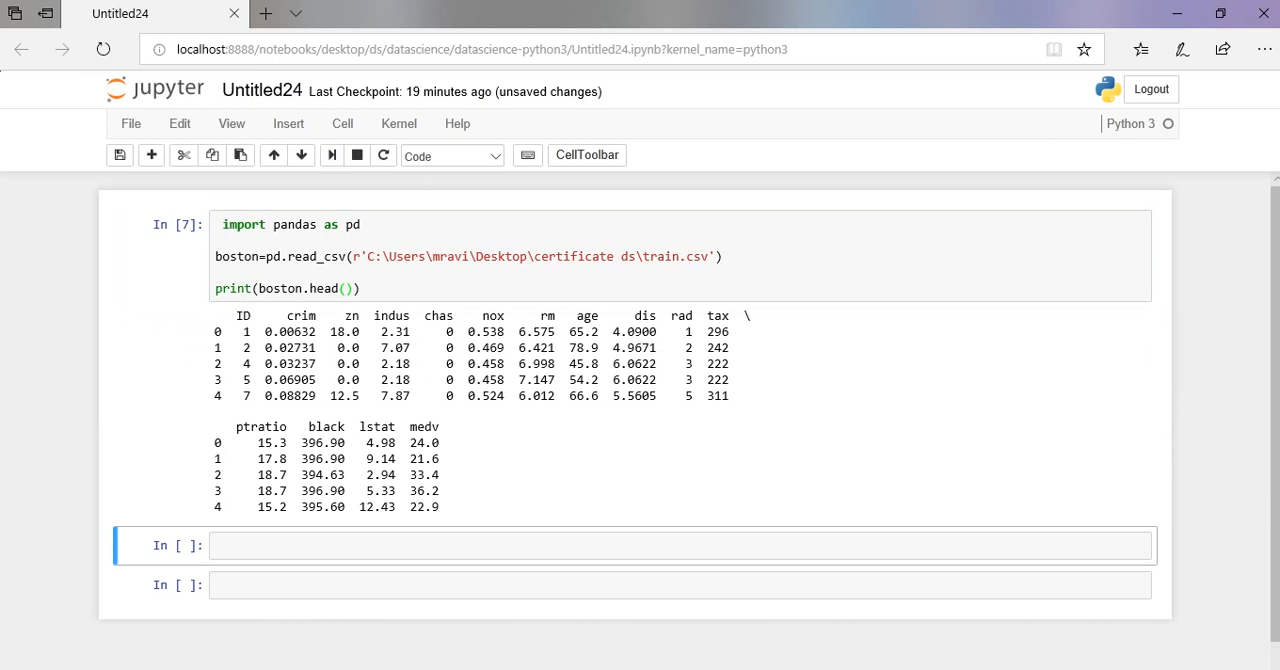 Untitled24
localhost:8888/notebooks/desktop/ds/datascience/datascience-python3/Untitled24.ipynb?kernel_name=python3
jupyter Untitled24 Last Checkpoint: 19 minutes ago (unsaved changes) Logout
File Edit View Insert Cell Kernel Help Python 3
Code CellToolbar
In [7]: import pandas as pd
boston=pd.read_csv(r'C:\Users\mravi\Desktop\certificate ds\train.csv')
print(boston.head())
ID crim zn indus chas nox rm age dis rad tax \
0 1 0.00632 18.0 2.31 0 0.538 6.575 65.2 4.0900 1 296
1 2 0.02731 0.0 7.07 0 0.469 6.421 78.9 4.9671 2 242
2 4 0.03237 0.0 2.18 0 0.458 6.998 45.8 6.0622 3 222
3 5 0.06905 0.0 2.18 0 0.458 7.147 54.2 6.0622 3 222
4 7 0.08829 12.5 7.87 0 0.524 6.012 66.6 5.5605 5 311
ptratio black lstat medv
0 15.3 396.90 4.98 24.0
1 17.8 396.90 9.14 21.6
2 18.7 394.63 2.94 33.4
3 18.7 396.90 5.33 36.2
4 15.2 395.60 12.43 22.9
In [ ]:
In [ ]: